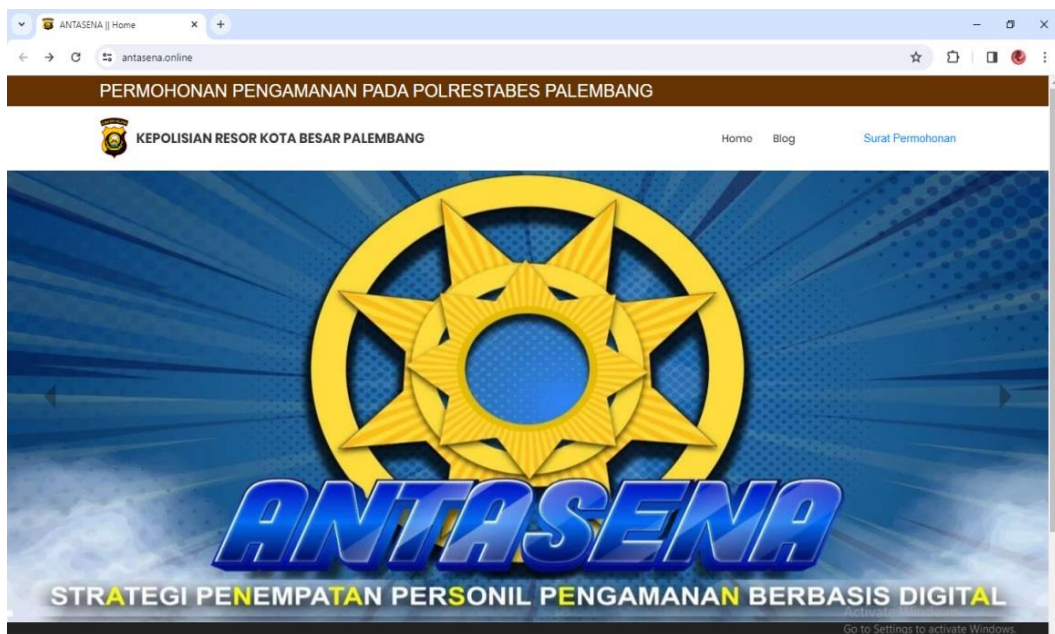 ANTASENA || Home
antasena.online
PERMOHONAN PENGAMANAN PADA POLRESTABES PALEMBANG
KEPOLISIAN RESOR KOTA BESAR PALEMBANG
Home Blog Surat Permohonan
ANTASENA
STRATEGI PENEMPATAN PERSONIL PENGAMANAN BERBASIS DIGITAL
Activate Windows
Go to Settings to activate Windows.